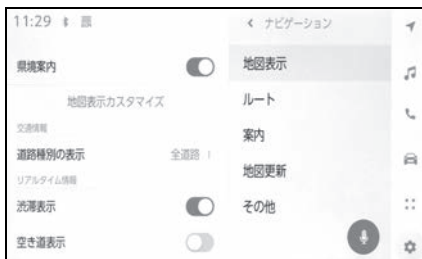 11:29
県境案内
地図表示カスタマイズ
交通情報
道路種別の表示
全道路
リアルタイム情報
渋滞表示
空き道表示
ナビゲーション
地図表示
ルート
案内
地図更新
その他